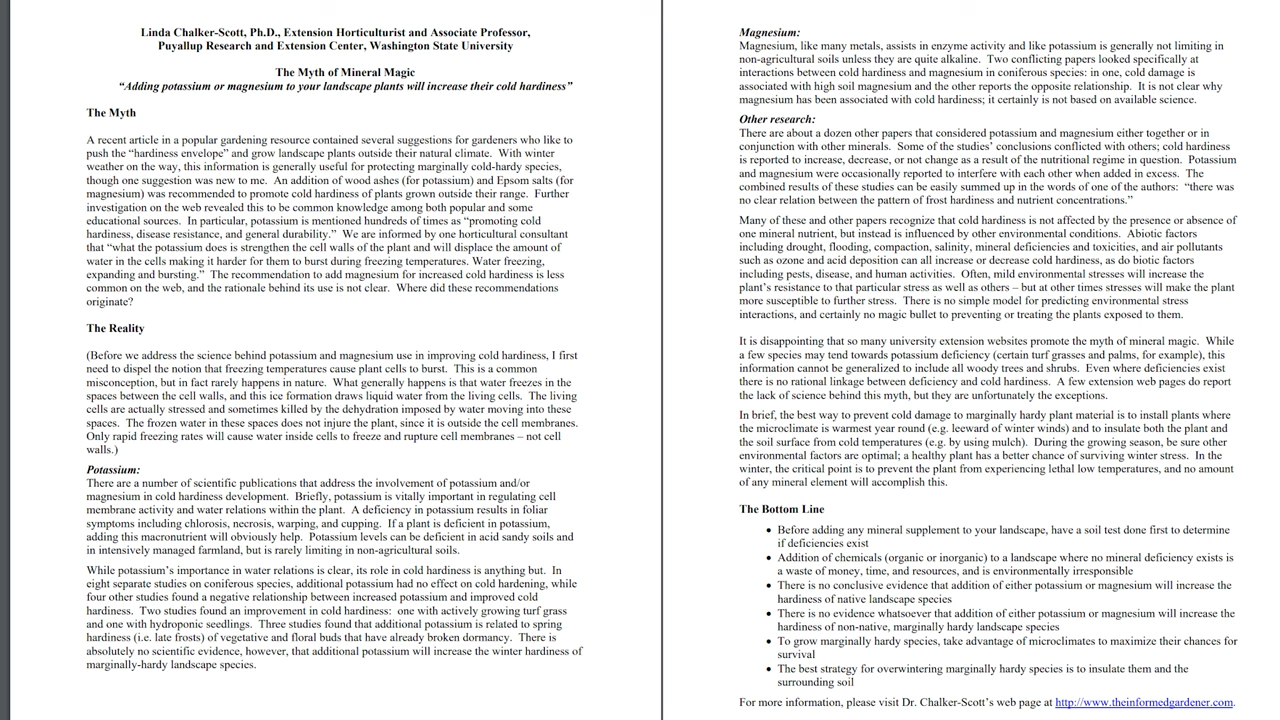 Linda Chalker-Scott, Ph.D., Extension Horticulturist and Associate Professor,
Puyallup Research and Extension Center, Washington State University
The Myth of Mineral Magic
“Adding potassium or magnesium to your landscape plants will increase their cold hardiness”
The Myth
A recent article in a popular gardening resource contained several suggestions for gardeners who like to
push the “hardiness envelope” and grow landscape plants outside their natural climate.  With winter
weather on the way, this information is generally useful for protecting marginally cold-hardy species,
though one suggestion was new to me.  An addition of wood ashes (for potassium) and Epsom salts (for
magnesium) was recommended to promote cold hardiness of plants grown outside their range.  Further
investigation on the web revealed this to be common knowledge among both popular and some
educational sources.  In particular, potassium is mentioned hundreds of times as “promoting cold
hardiness, disease resistance, and general durability.”  We are informed by one horticultural consultant
that “what the potassium does is strengthen the cell walls of the plant and will displace the amount of
water in the cells making it harder for them to burst during freezing temperatures. Water freezing,
expanding and bursting.”  The recommendation to add magnesium for increased cold hardiness is less
common on the web, and the rationale behind its use is not clear.  Where did these recommendations
originate?
The Reality
(Before we address the science behind potassium and magnesium use in improving cold hardiness, I first
need to dispel the notion that freezing temperatures cause plant cells to burst.  This is a common
misconception, but in fact rarely happens in nature.  What generally happens is that water freezes in the
spaces between the cell walls, and this ice formation draws liquid water from the living cells.  The living
cells are actually stressed and sometimes killed by the dehydration imposed by water moving into these
spaces.  The frozen water in these spaces does not injure the plant, since it is outside the cell membranes.
Only rapid freezing rates will cause water inside cells to freeze and rupture cell membranes – not cell
walls.)
Potassium:
There are a number of scientific publications that address the involvement of potassium and/or
magnesium in cold hardiness development.  Briefly, potassium is vitally important in regulating cell
membrane activity and water relations within the plant.  A deficiency in potassium results in foliar
symptoms including chlorosis, necrosis, warping, and cupping.  If a plant is deficient in potassium,
adding this macronutrient will obviously help.  Potassium levels can be deficient in acid sandy soils and
in intensively managed farmland, but is rarely limiting in non-agricultural soils.
While potassium’s importance in water relations is clear, its role in cold hardiness is anything but.  In
eight separate studies on coniferous species, additional potassium had no effect on cold hardening, while
four other studies found a negative relationship between increased potassium and improved cold
hardiness.  Two studies found an improvement in cold hardiness:  one with actively growing turf grass
and one with hydroponic seedlings.  Three studies found that additional potassium is related to spring
hardiness (i.e. late frosts) of vegetative and floral buds that have already broken dormancy.  There is
absolutely no scientific evidence, however, that additional potassium will increase the winter hardiness of
marginally-hardy landscape species.
Magnesium:
Magnesium, like many metals, assists in enzyme activity and like potassium is generally not limiting in
non-agricultural soils unless they are quite alkaline.  Two conflicting papers looked specifically at
interactions between cold hardiness and magnesium in coniferous species: in one, cold damage is
associated with high soil magnesium and the other reports the opposite relationship.  It is not clear why
magnesium has been associated with cold hardiness; it certainly is not based on available science.
Other research:
There are about a dozen other papers that considered potassium and magnesium either together or in
conjunction with other minerals.  Some of the studies’ conclusions conflicted with others; cold hardiness
is reported to increase, decrease, or not change as a result of the nutritional regime in question.  Potassium
and magnesium were occasionally reported to interfere with each other when added in excess.  The
combined results of these studies can be easily summed up in the words of one of the authors:  “there was
no clear relation between the pattern of frost hardiness and nutrient concentrations.”
Many of these and other papers recognize that cold hardiness is not affected by the presence or absence of
one mineral nutrient, but instead is influenced by other environmental conditions.  Abiotic factors
including drought, flooding, compaction, salinity, mineral deficiencies and toxicities, and air pollutants
such as ozone and acid deposition can all increase or decrease cold hardiness, as do biotic factors
including pests, disease, and human activities.  Often, mild environmental stresses will increase the
plant’s resistance to that particular stress as well as others – but at other times stresses will make the plant
more susceptible to further stress.  There is no simple model for predicting environmental stress
interactions, and certainly no magic bullet to preventing or treating the plants exposed to them.
It is disappointing that so many university extension websites promote the myth of mineral magic.  While
a few species may tend towards potassium deficiency (certain turf grasses and palms, for example), this
information cannot be generalized to include all woody trees and shrubs.  Even where deficiencies exist
there is no rational linkage between deficiency and cold hardiness.  A few extension web pages do report
the lack of science behind this myth, but they are unfortunately the exceptions.
In brief, the best way to prevent cold damage to marginally hardy plant material is to install plants where
the microclimate is warmest year round (e.g. leeward of winter winds) and to insulate both the plant and
the soil surface from cold temperatures (e.g. by using mulch).  During the growing season, be sure other
environmental factors are optimal; a healthy plant has a better chance of surviving winter stress.  In the
winter, the critical point is to prevent the plant from experiencing lethal low temperatures, and no amount
of any mineral element will accomplish this.
The Bottom Line
• Before adding any mineral supplement to your landscape, have a soil test done first to determine
if deficiencies exist
• Addition of chemicals (organic or inorganic) to a landscape where no mineral deficiency exists is
a waste of money, time, and resources, and is environmentally irresponsible
• There is no conclusive evidence that addition of either potassium or magnesium will increase the
hardiness of native landscape species
• There is no evidence whatsoever that addition of either potassium or magnesium will increase the
hardiness of non-native, marginally hardy landscape species
• To grow marginally hardy species, take advantage of microclimates to maximize their chances for
survival
• The best strategy for overwintering marginally hardy species is to insulate them and the
surrounding soil
For more information, please visit Dr. Chalker-Scott’s web page at http://www.theinformedgardener.com.